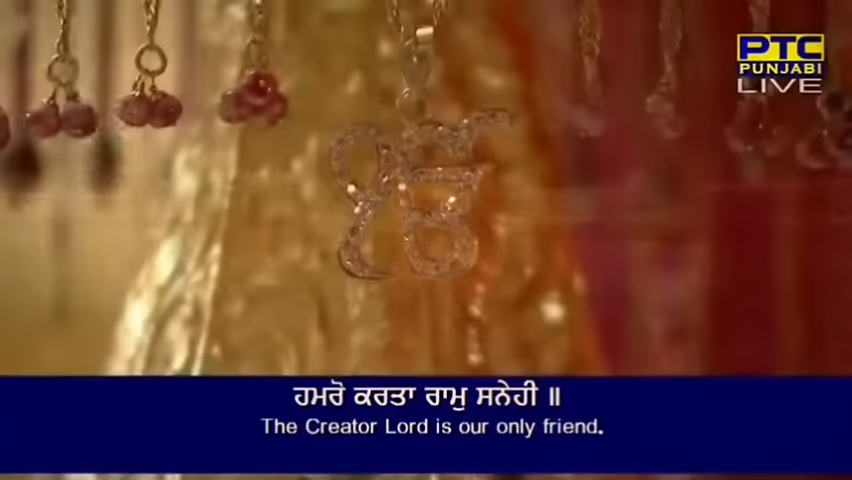 PTC
PUNJABI
LIVE
ੴ
ਹਮਰੋ ਕਰਤਾ ਰਾਮੁ ਸਨੇਹੀ ॥
The Creator Lord is our only friend.